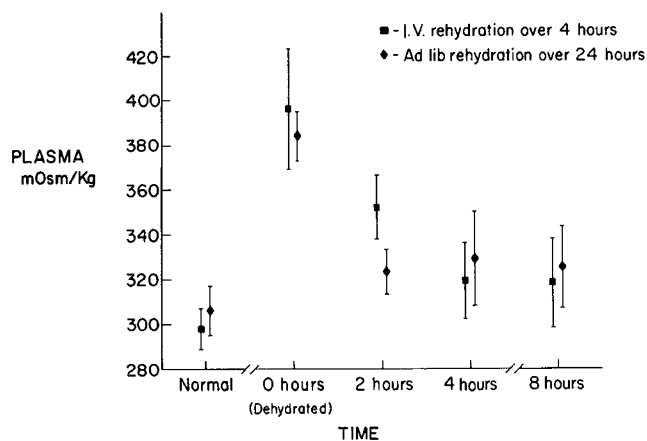 ■ - I.V. rehydration over 4 hours
♦ - Ad lib rehydration over 24 hours
PLASMA
mOsm/Kg
420
400
380
360
340
320
300
280
Normal
0 hours
(Dehydrated)
2 hours
4 hours
8 hours
TIME